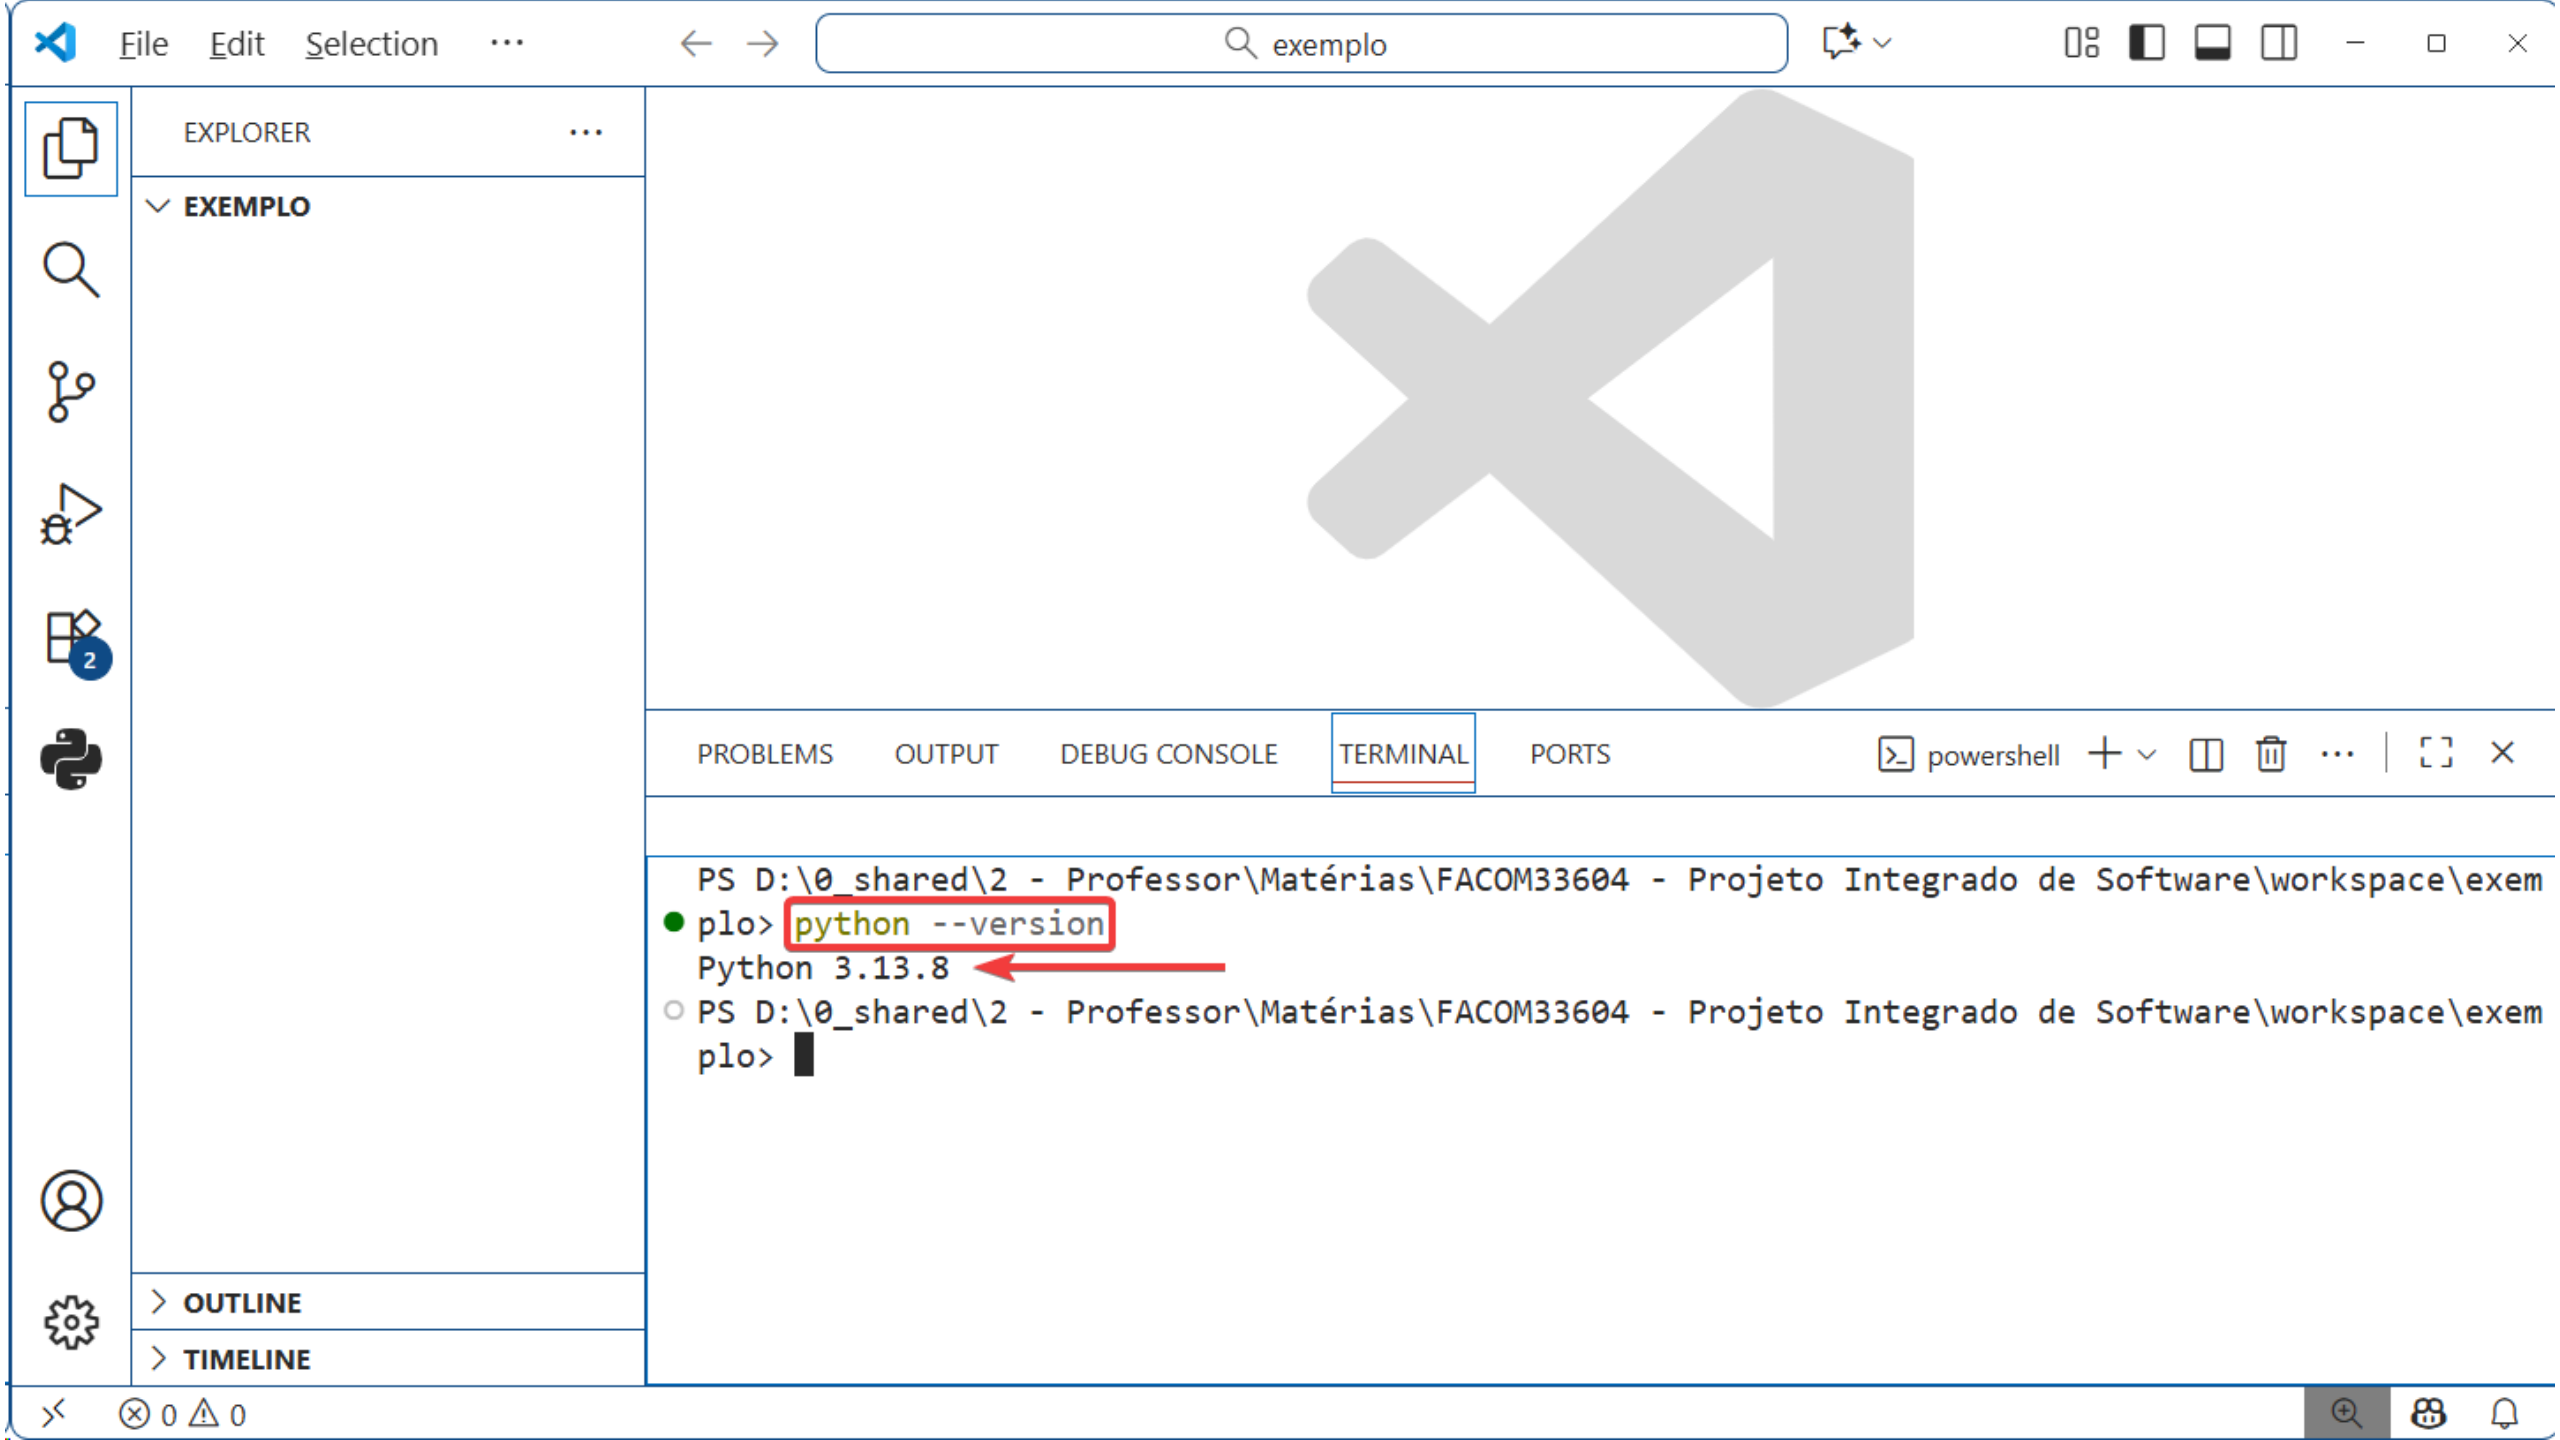 File Edit Selection ···
exemplo
EXPLORER ···
EXEMPLO
2
PROBLEMS OUTPUT DEBUG CONSOLE TERMINAL PORTS
powershell ···
PS D:\0_shared\2 - Professor\Matérias\FACOM33604 - Projeto Integrado de Software\workspace\exem
plo> python --version
Python 3.13.8
PS D:\0_shared\2 - Professor\Matérias\FACOM33604 - Projeto Integrado de Software\workspace\exem
plo>
OUTLINE
TIMELINE
0 0